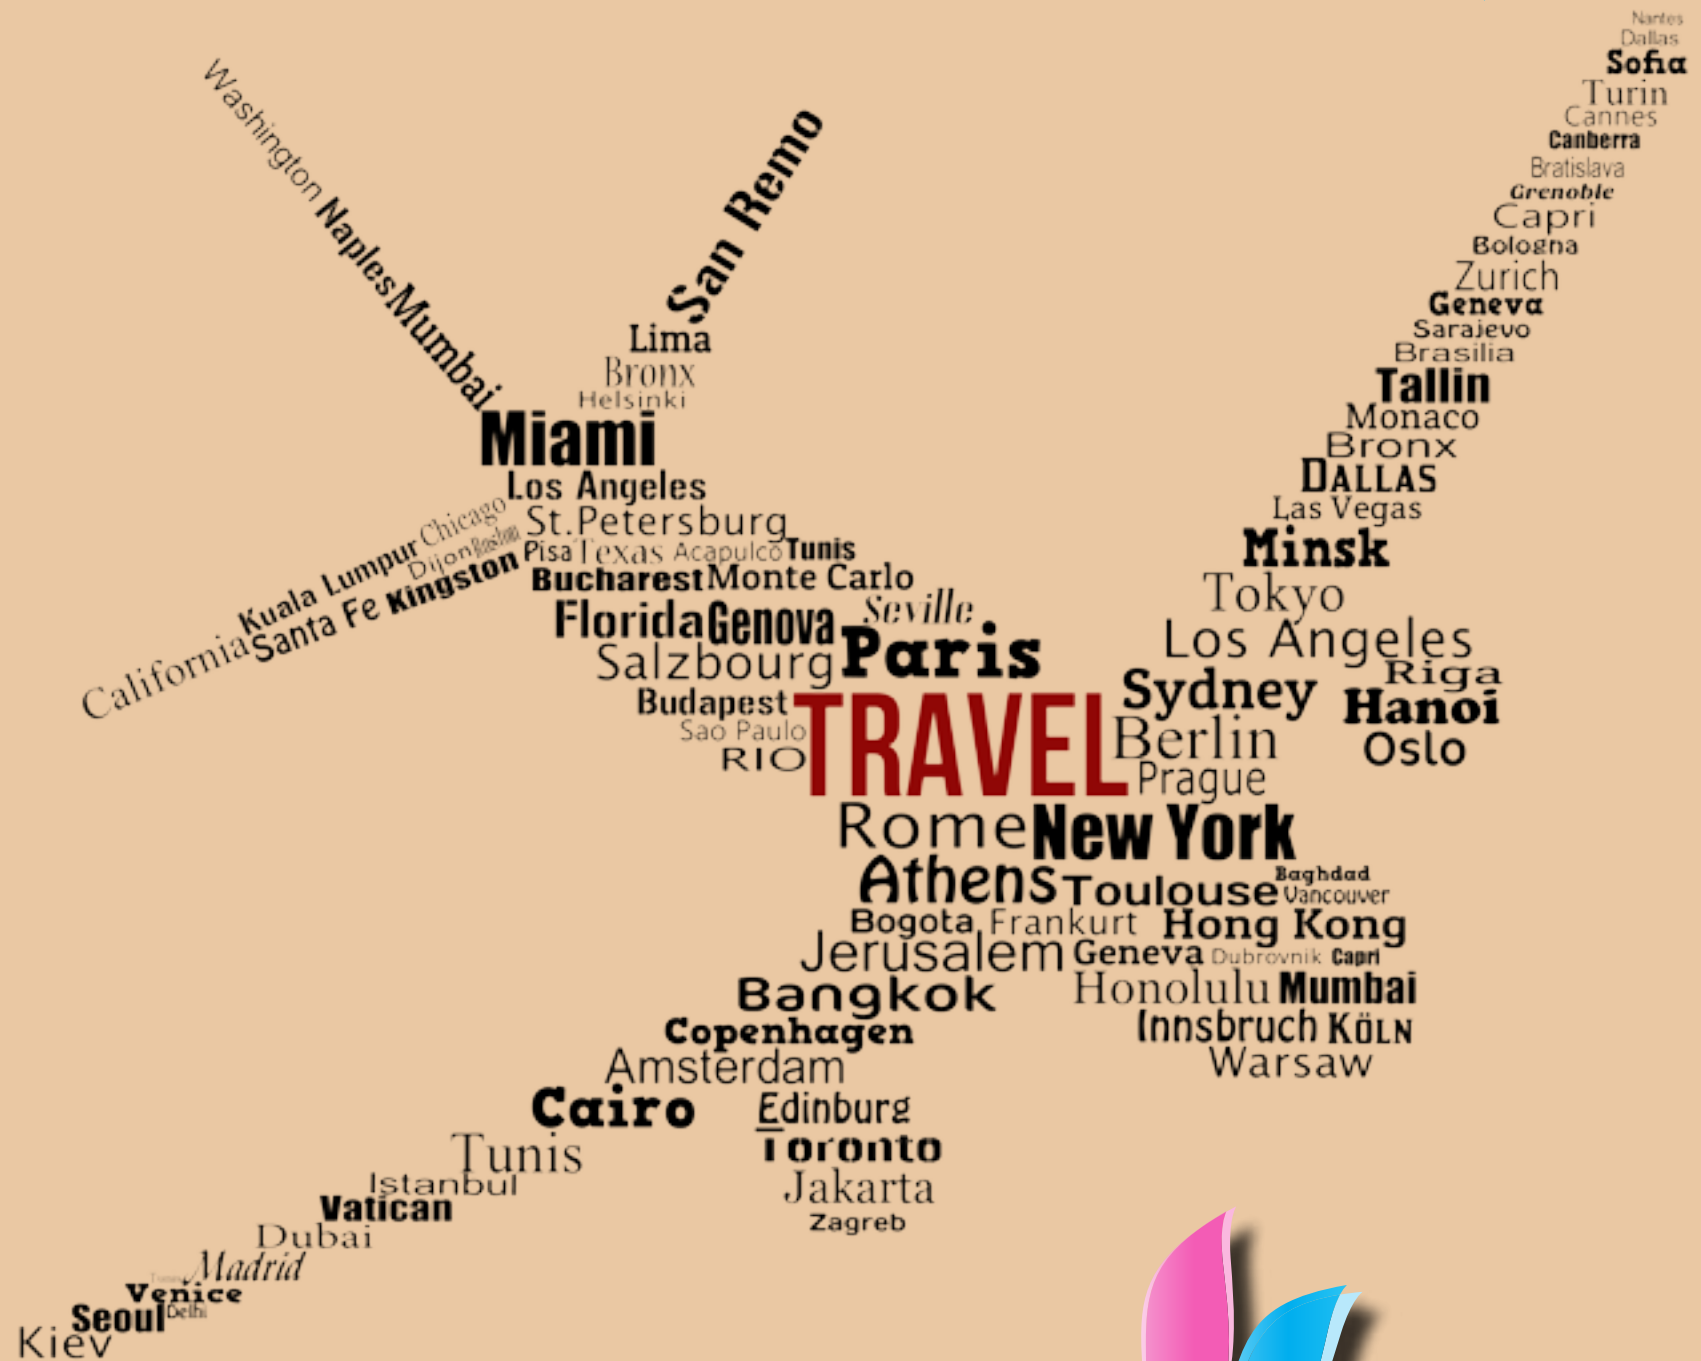 Nantes
Dallas
Sofia
Turin
Cannes
Canberra
Bratislava
Grenoble
Capri
Bologna
Zurich
Geneva
Sarajevo
Brasilia
Tallin
Monaco
Bronx
DALLAS
Las Vegas
Minsk
Tokyo
Los Angeles
Riga
Sydney
Hanoi
Berlin
Oslo
Prague
Washington Naples Mumbai
San Remo
Lima
Bronx
Helsinki
Miami
Los Angeles
Kuala Lumpur Chicago
Dijon
California Santa Fe Kingston
St.Petersburg
Pisa Texas Acapulco Tunis
Bucharest Monte Carlo
Florida Genova Seville
Salzbourg Paris
Budapest
Sao Paulo
RIO
TRAVEL
Rome New York
Athens Toulouse Baghdad
Vancouver
Bogota Frankurt Hong Kong
Jerusalem Geneva Dubrovnik Capri
Bangkok Honolulu Mumbai
Copenhagen Innsbruch KÖLN
Amsterdam Warsaw
Cairo Edinburg
Tunis Toronto
Istanbul Jakarta
Vatican Zagreb
Dubai
Madrid
Venice
Seoul Delhi
Kiev